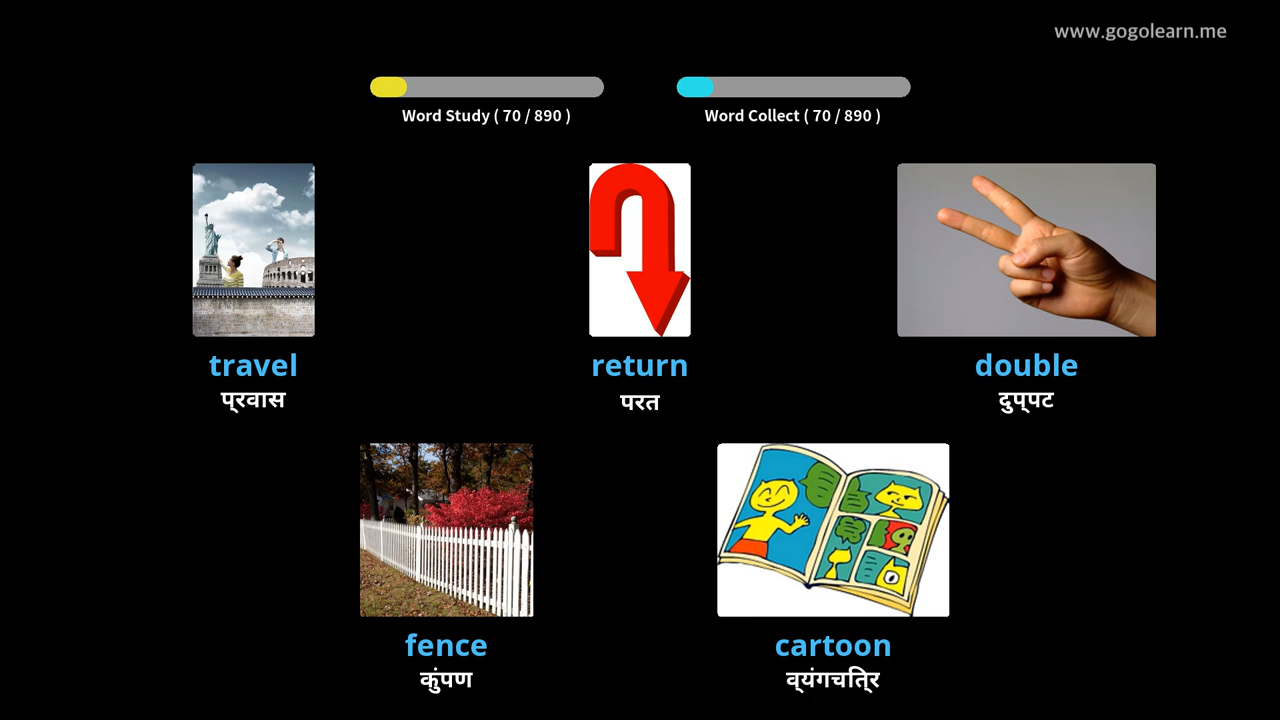 www.gogolearn.me
Word Study ( 70 / 890 )
Word Collect ( 70 / 890 )
travel
return
double
प्रवास
परत
दुप्पट
fence
cartoon
कुंपण
व्यंगचित्रि